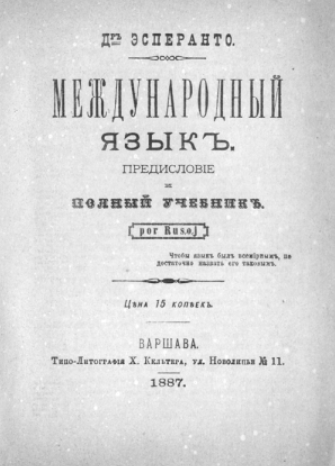 Дръ ЭСПЕРАНТО.
МЕЖДУНАРОДНЫЙ
ЯЗЫКЪ.
ПРЕДИСЛОВІЕ
И
ПОЛНЫЙ УЧЕБНИКЪ.
por Rusoj
Чтобы языкъ былъ всемірнымъ, не
достаточно назвать его таковымъ.
Цѣна 15 копѣекъ.
ВАРШАВА.
Типо-Литографія Х. Кельтера, ул. Новолипье № 11.
1887.